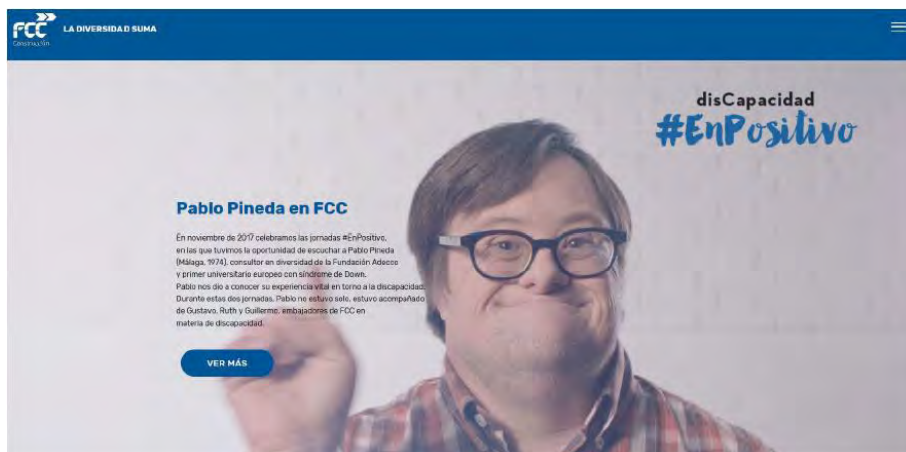 FCC
Construcción
LA DIVERSIDAD SUMA
disCapacidad
#EnPositivo
Pablo Pineda en FCC
En noviembre de 2017 celebramos las jornadas #EnPositivo,
en las que tuvimos la oportunidad de escuchar a Pablo Pineda
(Málaga, 1974), consultor en diversidad de la Fundación Adecco
y primer universitario europeo con síndrome de Down.
Pablo nos dio a conocer su experiencia vital en torno a la discapacidad.
Durante estas dos jornadas, Pablo no estuvo solo, estuvo acompañado
de Gustavo, Ruth y Guillermo, embajadores de FCC en
materia de discapacidad.
VER MÁS